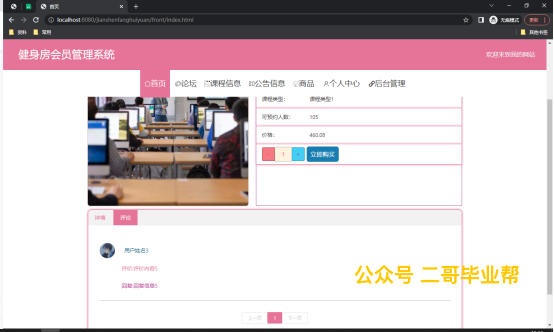 首页
localhost:8080/jianshenfanghuiyuan/front/index.html
无痕模式
更新
资料
常用
其他书签
健身房会员管理系统
欢迎来到我的网站
首页 论坛 课程信息 公告信息 商品 个人中心 后台管理
课程类型: 课程类型1
可预约人数: 105
价格: 460.08
- 1 + 立即购买
详情 评论
用户姓名3
评价:评价内容5
回复:回复信息5
公众号 二哥毕业帮
上一页 1 下一页